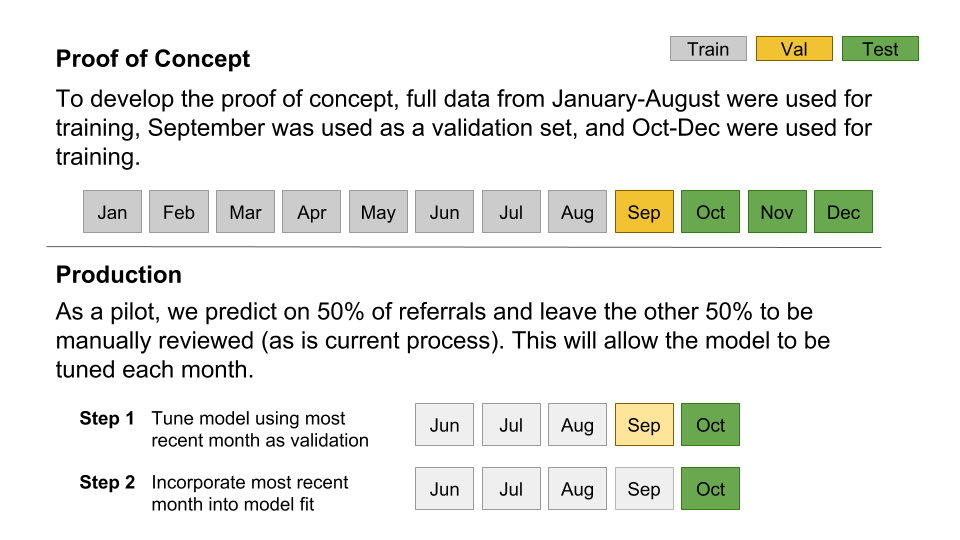 Proof of Concept
Train Val Test
To develop the proof of concept, full data from January-August were used for
training, September was used as a validation set, and Oct-Dec were used for
training.
Jan Feb Mar Apr May Jun Jul Aug Sep Oct Nov Dec
Production
As a pilot, we predict on 50% of referrals and leave the other 50% to be
manually reviewed (as is current process). This will allow the model to be
tuned each month.
Step 1 Tune model using most
recent month as validation
Jun Jul Aug Sep Oct
Step 2 Incorporate most recent
month into model fit
Jun Jul Aug Sep Oct